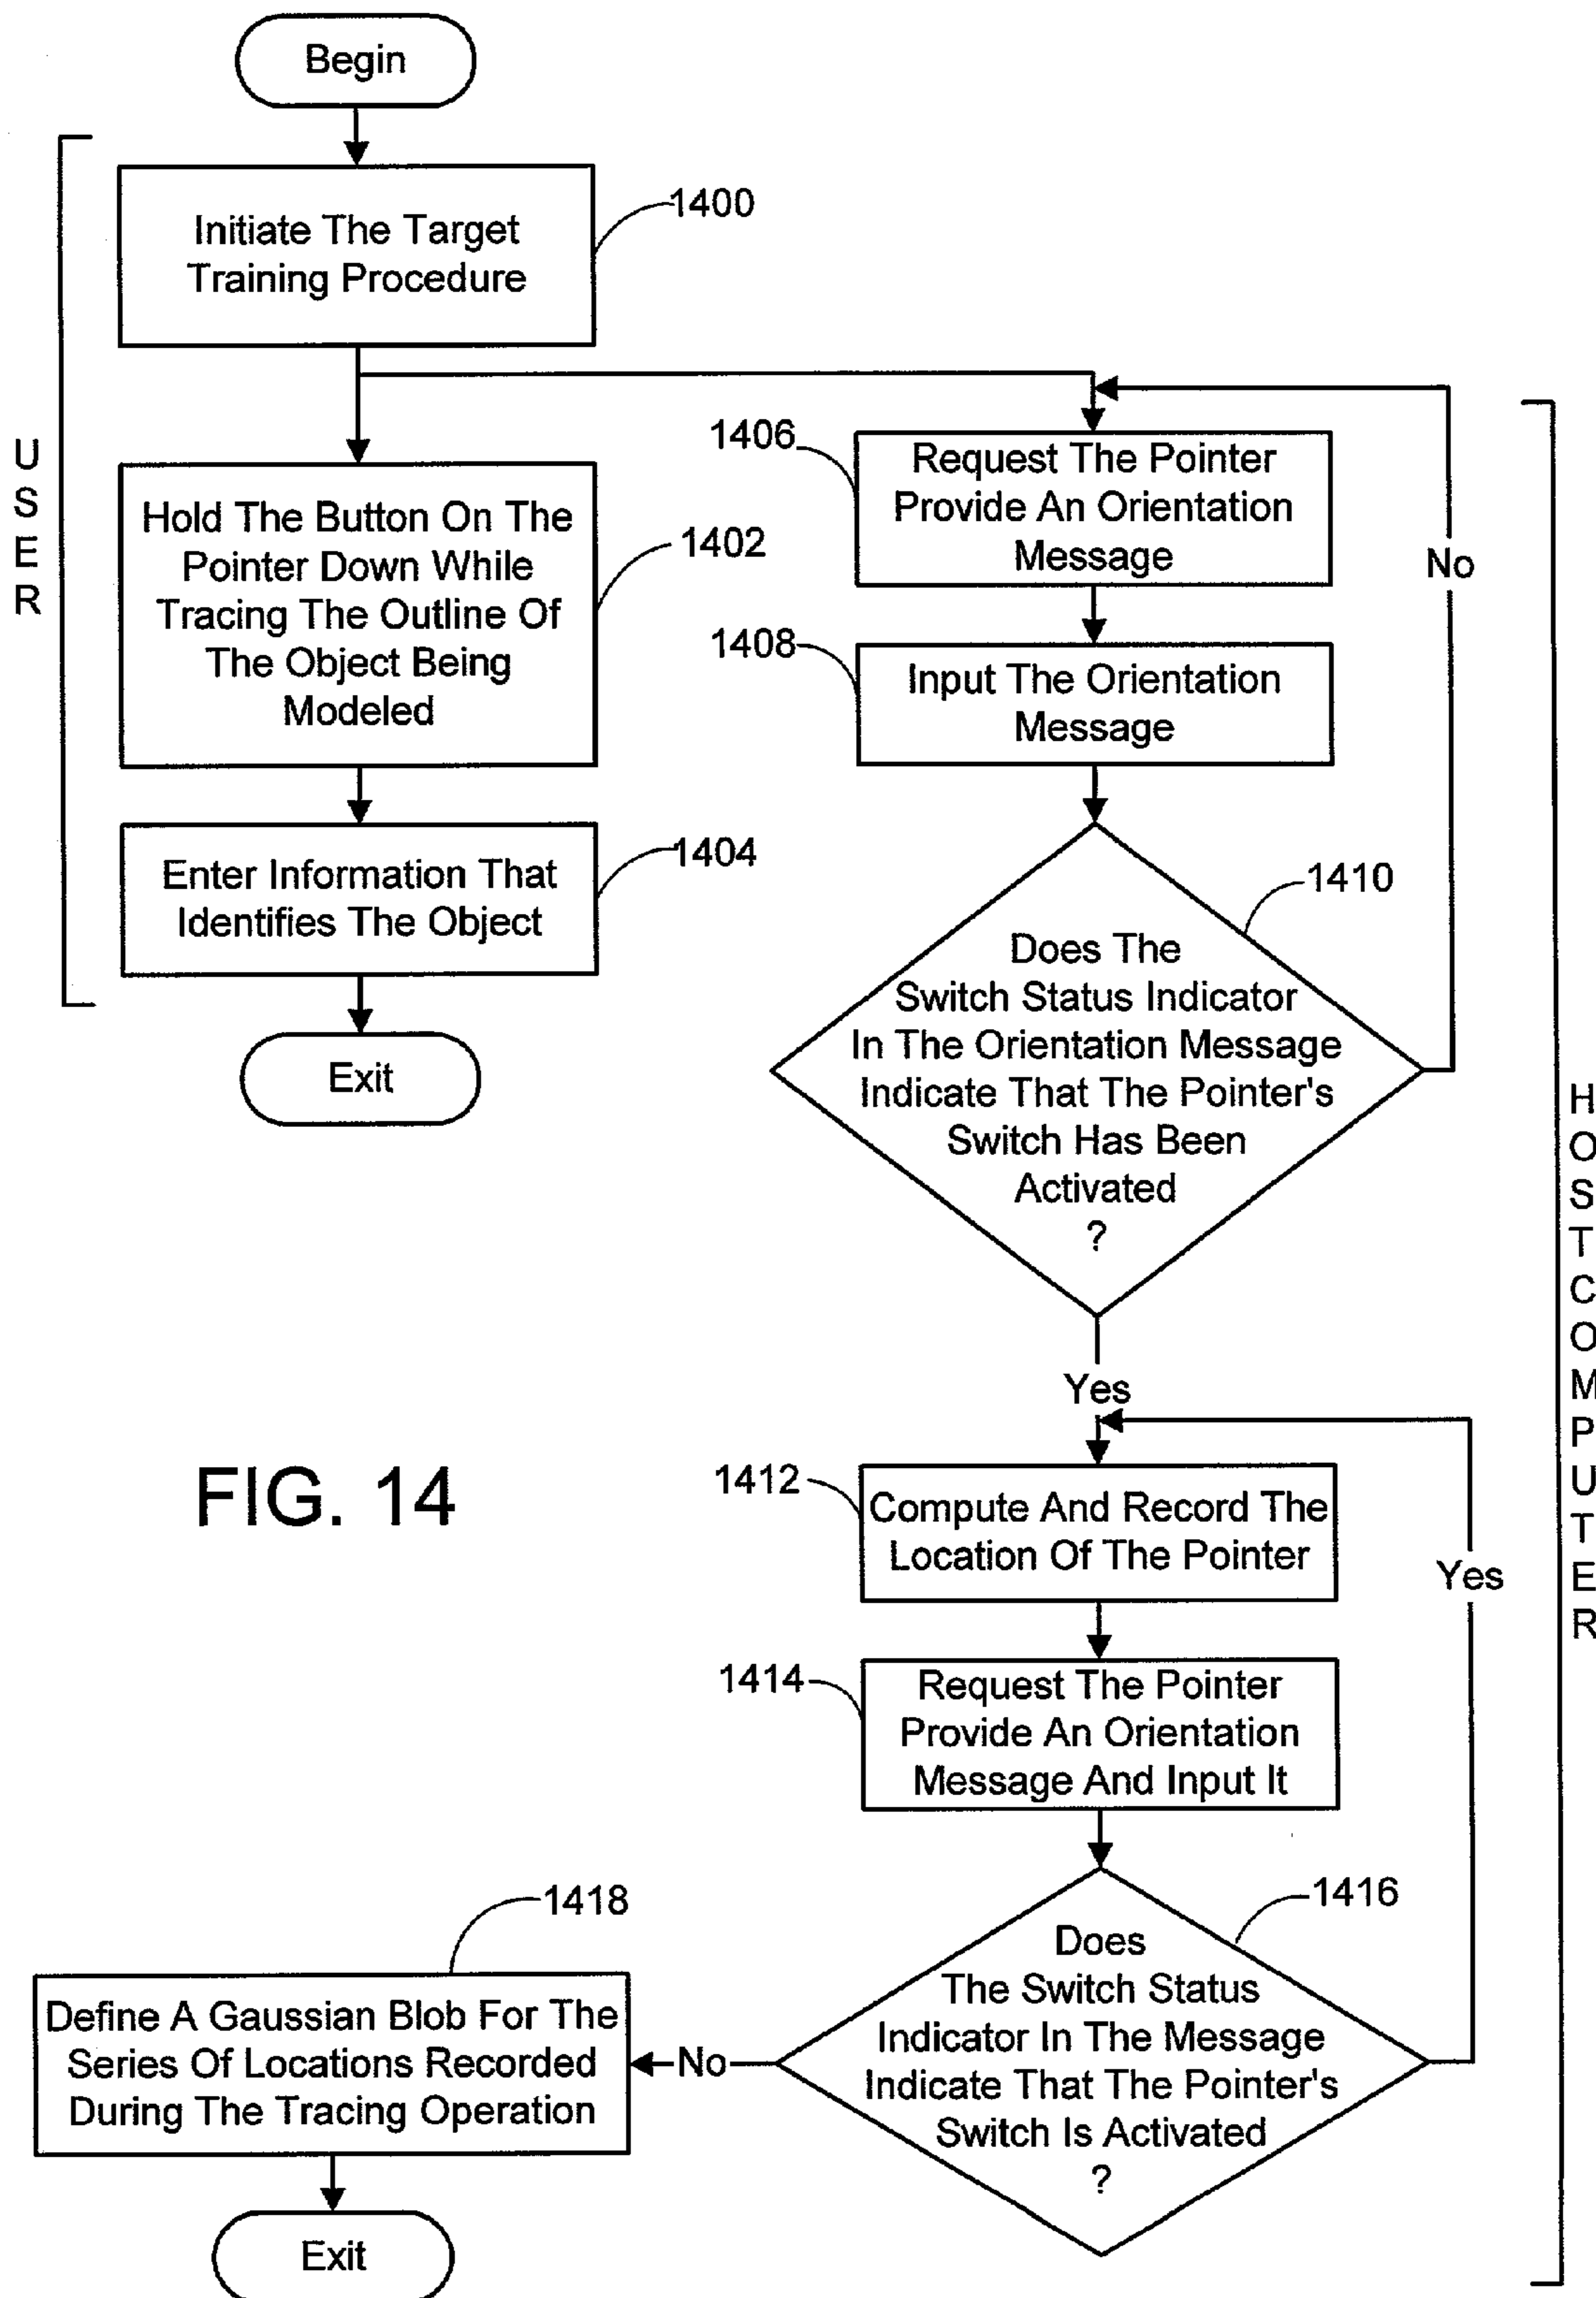 Begin
Initiate The Target
Training Procedure
1400
USER
Hold The Button On The
Pointer Down While
Tracing The Outline Of
The Object Being
Modeled
1402
Enter Information That
Identifies The Object
1404
Exit
1406
Request The Pointer
Provide An Orientation
Message
No
1408
Input The Orientation
Message
1410
Does The
Switch Status Indicator
In The Orientation Message
Indicate That The Pointer's
Switch Has Been
Activated
?
Yes
HOST COMPUTER
FIG. 14
1412
Compute And Record The
Location Of The Pointer
Yes
1414
Request The Pointer
Provide An Orientation
Message And Input It
1416
Does
The Switch Status
Indicator In The Message
Indicate That The Pointer's
Switch Is Activated
?
No
1418
Define A Gaussian Blob For The
Series Of Locations Recorded
During The Tracing Operation
Exit